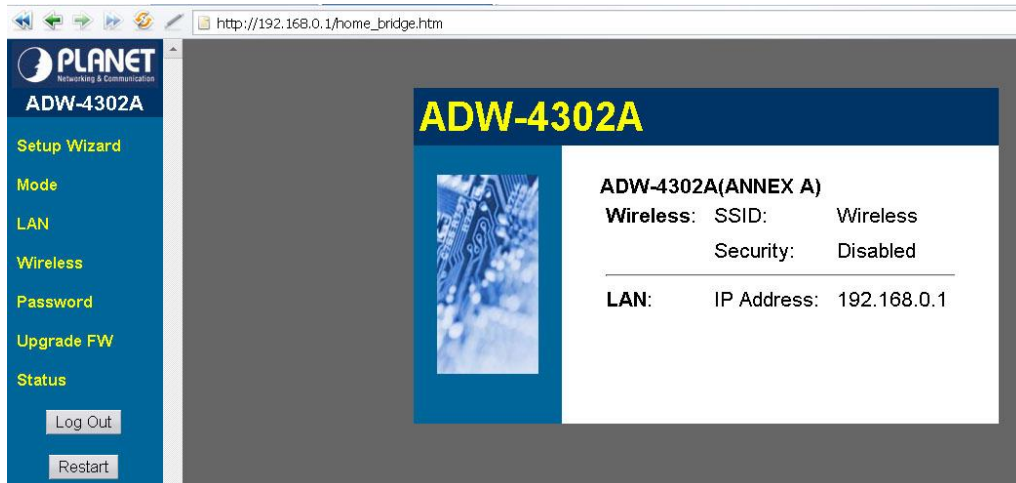 http://192.168.0.1/home_bridge.htm
PLANET
Networking & Communication
ADW-4302A
Setup Wizard
Mode
LAN
Wireless
Password
Upgrade FW
Status
Log Out
Restart
ADW-4302A
ADW-4302A(ANNEX A)
Wireless: SSID: Wireless
Security: Disabled
LAN: IP Address: 192.168.0.1